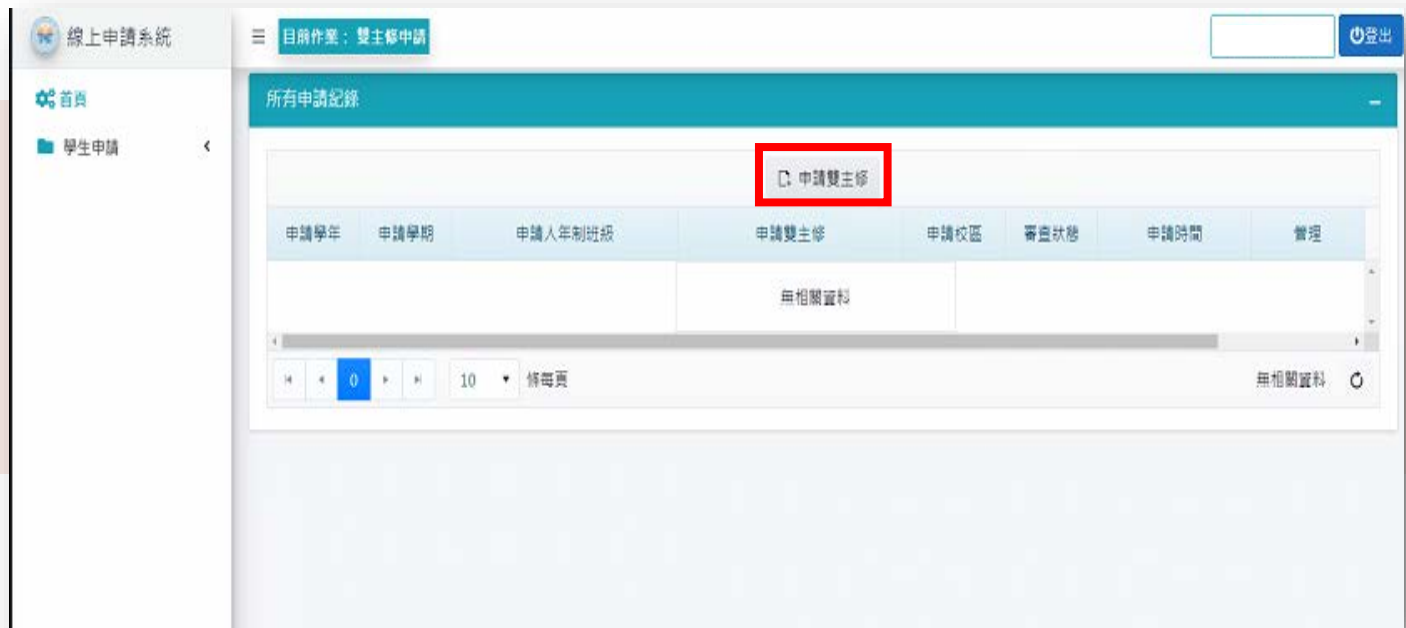 線上申請系統
目前作業：雙主修申請
登出
首頁
學生申請
所有申請紀錄
申請雙主修
申請學年 申請學期 申請人年制班級 申請雙主修 申請校區 審查狀態 申請時間 管理
無相關資料
0 10 條每頁 無相關資料